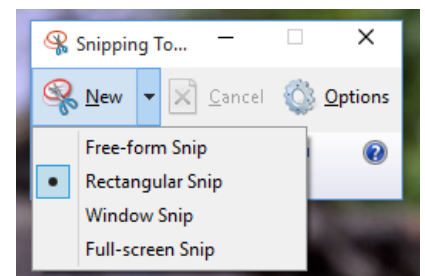 Snipping To...
New Cancel Options
Free-form Snip
Rectangular Snip
Window Snip
Full-screen Snip